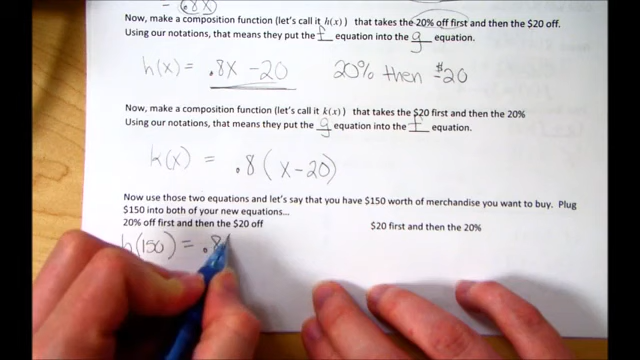 = .68x
Now, make a composition function (let's call it h(x) that takes the 20% off first and then the $20 off.
Using our notations, that means they put the f equation into the g equation.
h(x) = .8x - 20 20% then -$20
Now, make a composition function (let's call it k(x) that takes the $20 first and then the 20%
Using our notations, that means they put the g equation into the f equation.
k(x) = .8(x-20)
Now use those two equations and let's say that you have $150 worth of merchandise you want to buy. Plug
$150 into both of your new equations...
20% off first and then the $20 off $20 first and then the 20%
h(150) = .8